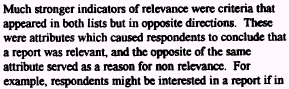 Much stronger indicators of relevance were criteria that
appeared in both lists but in opposite directions. These
were attributes which caused respondents to conclude that
a report was relevant, and the opposite of the same
attribute served as a reason for non relevance. For
example, respondents might be interested in a report if in